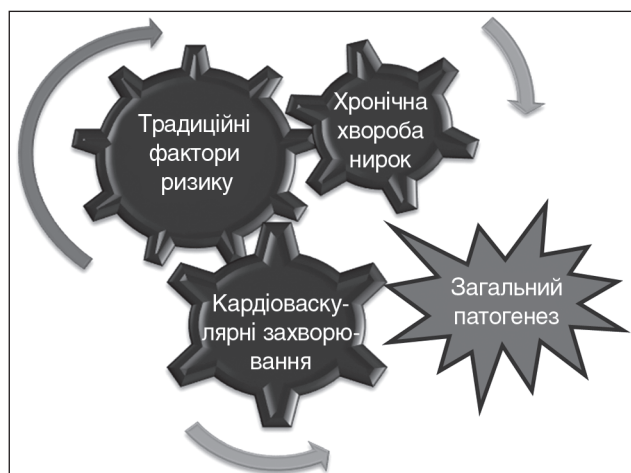 Традиційні
фактори
ризику
Хронічна
хвороба
нирок
Кардіоваску-
лярні захворю-
вання
Загальний
патогенез